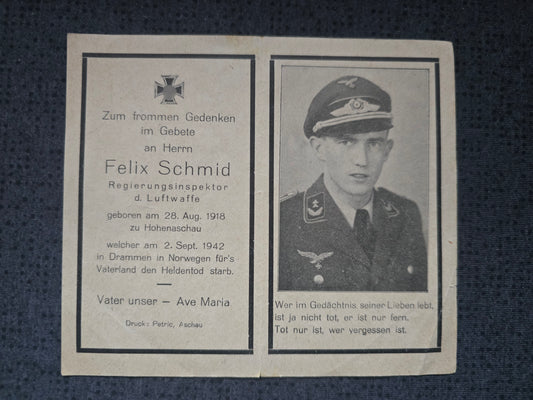 Zum frommen Gedenken
im Gebete
an Herrn
Felix Schmid
Regierungsinspektor
d. Luftwaffe
geboren am 28. Aug. 1918
zu Hohenaschau
welcher am 2. Sept. 1942
in Drammen in Norwegen für's
Vaterland den Heldentod starb.
Vater unser – Ave Maria
Druck: Petric, Aschau
Wer im Gedächtnis seiner Lieben lebt,
ist ja nicht tot, er ist nur fern.
Tot nur ist, wer vergessen ist.